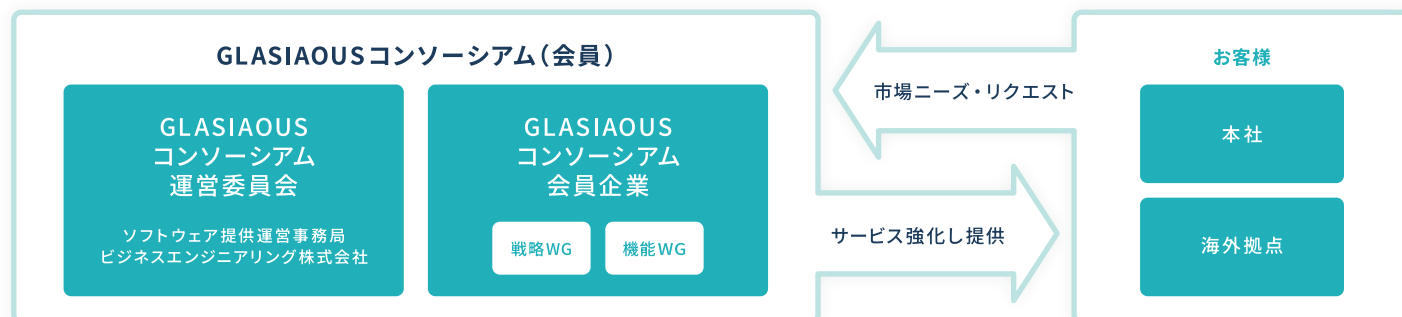 GLASIAOUSコンソーシアム（会員）
GLASIAOUS
コンソーシアム
運営委員会
ソフトウェア提供運営事務局
ビジネスエンジニアリング株式会社
GLASIAOUS
コンソーシアム
会員企業
戦略WG
機能WG
市場ニーズ・リクエスト
サービス強化し提供
お客様
本社
海外拠点